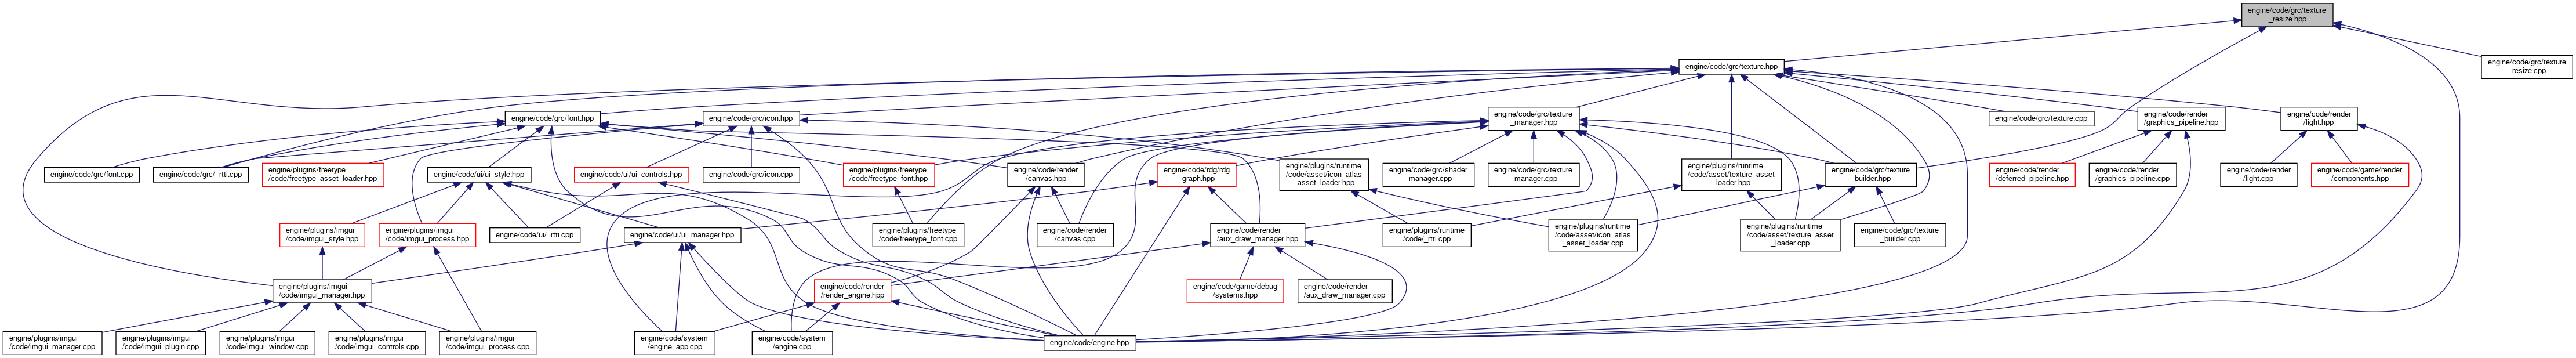 engine/code/grc/texture
_resize.hpp
engine/code/grc/texture.hpp
engine/code/grc/texture
_resize.cpp
engine/code/grc/font.hpp
engine/code/grc/icon.hpp
engine/code/grc/texture
_manager.hpp
engine/code/grc/texture.cpp
engine/code/render
/graphics_pipeline.hpp
engine/code/render
/light.hpp
engine/code/grc/font.cpp
engine/code/grc/_rtti.cpp
engine/plugins/freetype
/code/freetype_asset_loader.hpp
engine/code/ui/ui_style.hpp
engine/code/ui/ui_controls.hpp
engine/code/grc/icon.cpp
engine/plugins/freetype
/code/freetype_font.hpp
engine/code/render
/canvas.hpp
engine/code/rdg/rdg
_graph.hpp
engine/plugins/runtime
/code/asset/icon_atlas
_asset_loader.hpp
engine/code/grc/shader
_manager.cpp
engine/code/grc/texture
_manager.cpp
engine/plugins/runtime
/code/asset/texture_asset
_loader.hpp
engine/code/grc/texture
_builder.hpp
engine/code/render
/deferred_pipeline.hpp
engine/code/render
/graphics_pipeline.cpp
engine/code/render
/light.cpp
engine/code/game/render
/components.hpp
engine/plugins/imgui
/code/imgui_style.hpp
engine/plugins/imgui
/code/imgui_process.hpp
engine/code/ui/_rtti.cpp
engine/code/ui/ui_manager.hpp
engine/plugins/freetype
/code/freetype_font.cpp
engine/code/render
/canvas.cpp
engine/code/render
/aux_draw_manager.hpp
engine/plugins/runtime
/code/_rtti.cpp
engine/plugins/runtime
/code/asset/icon_atlas
_asset_loader.cpp
engine/plugins/runtime
/code/asset/texture_asset
_loader.cpp
engine/code/grc/texture
_builder.cpp
engine/plugins/imgui
/code/imgui_manager.hpp
engine/code/render
/render_engine.hpp
engine/code/game/debug
/systems.hpp
engine/code/render
/aux_draw_manager.cpp
engine/plugins/imgui
/code/imgui_manager.cpp
engine/plugins/imgui
/code/imgui_plugin.cpp
engine/plugins/imgui
/code/imgui_window.cpp
engine/plugins/imgui
/code/imgui_controls.cpp
engine/plugins/imgui
/code/imgui_process.cpp
engine/code/system
/engine_app.cpp
engine/code/system
/engine.cpp
engine/code/engine.hpp